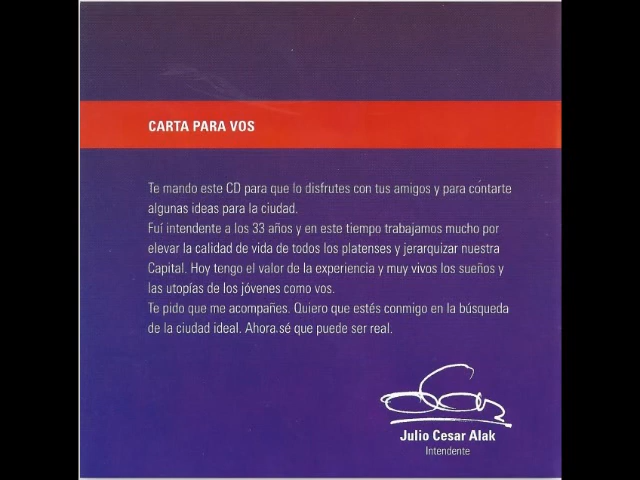 CARTA PARA VOS
Te mando este CD para que lo disfrutes con tus amigos y para contarte
algunas ideas para la ciudad.
Fuí intendente a los 33 años y en este tiempo trabajamos mucho por
elevar la calidad de vida de todos los platenses y jerarquizar nuestra
Capital. Hoy tengo el valor de la experiencia y muy vivos los sueños y
las utopías de los jóvenes como vos.
Te pido que me acompañes. Quiero que estés conmigo en la búsqueda
de la ciudad ideal. Ahora sé que puede ser real.
Julio Cesar Alak
Intendente